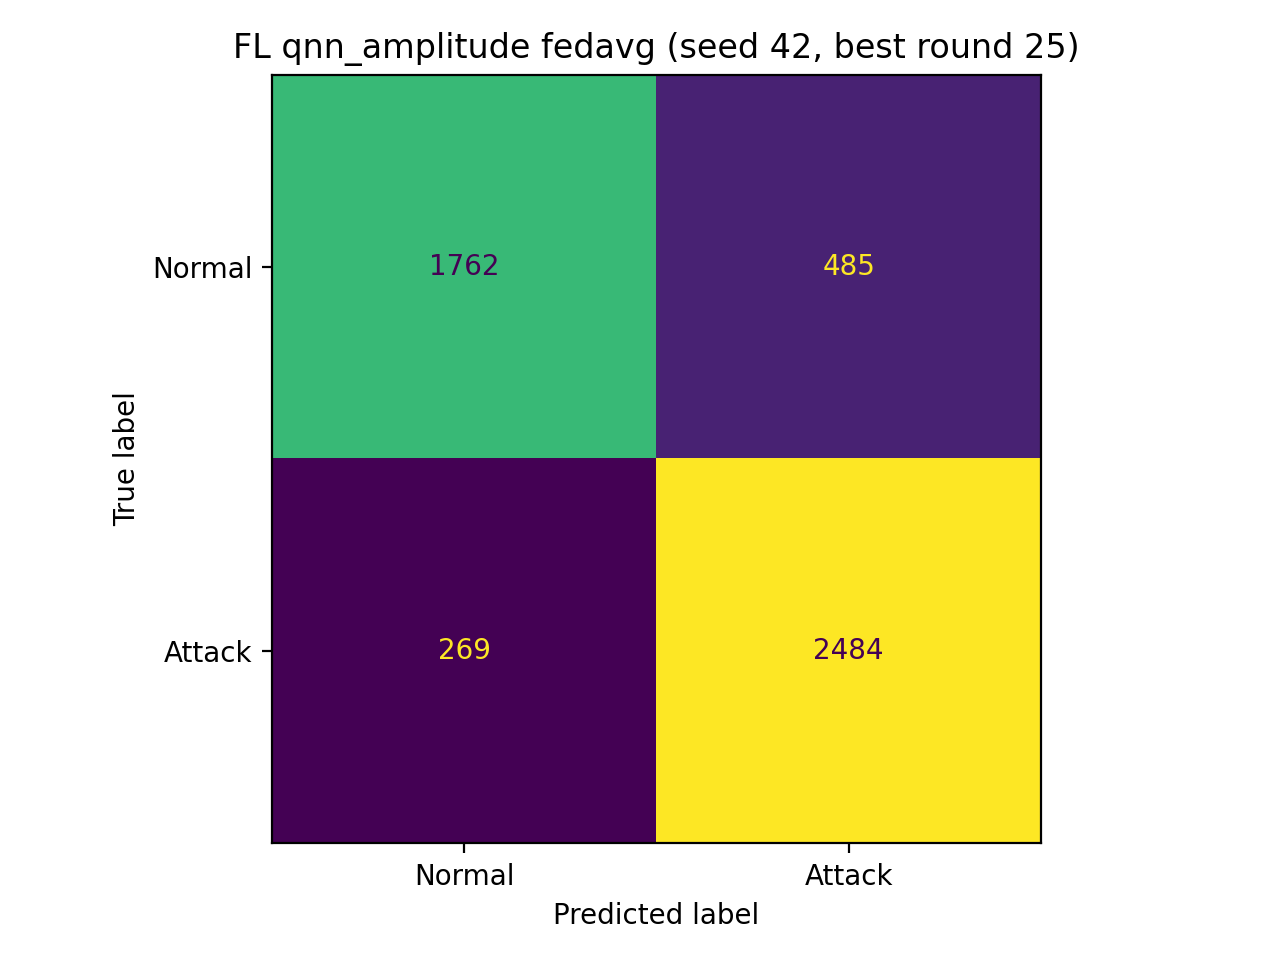 FL qnn_amplitude fedavg (seed 42, best round 25)
1762
485
Normal
True label
269
2484
Attack
Normal
Attack
Predicted label